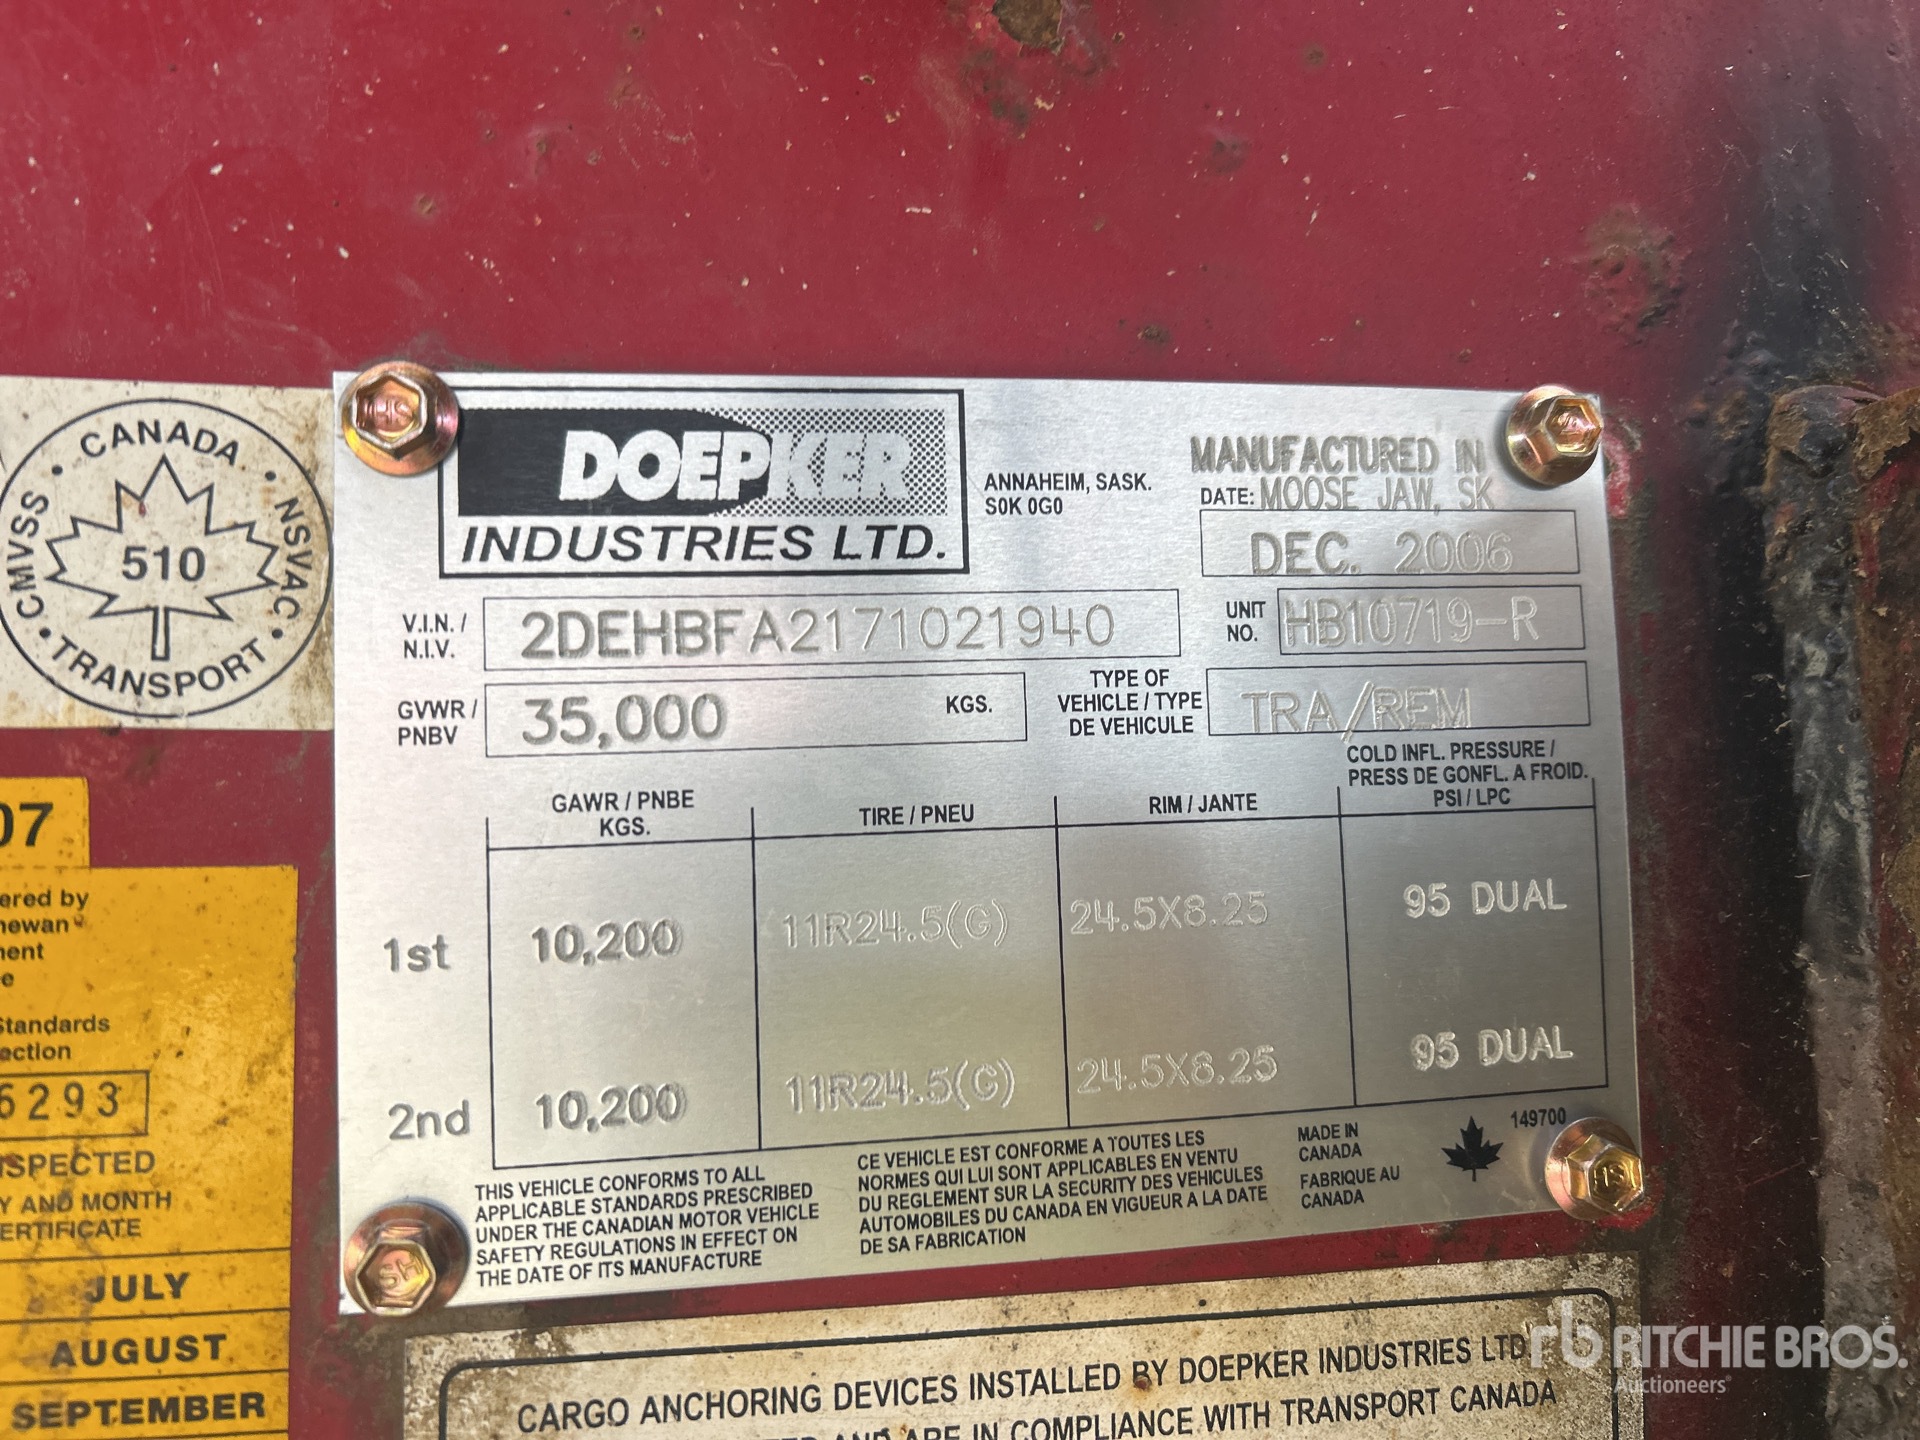 CANADA
CMVSS
NSVAC
510
TRANSPORT
DOEPKER
INDUSTRIES LTD.
ANNAHEIM, SASK.
S0K 0G0
MANUFACTURED IN
DATE: MOOSE JAW, SK
DEC. 2006
V.I.N. /
N.I.V.
2DEHBFA2171021940
UNIT
NO.
HB10719-R
GVWR /
PNBV
35,000 KGS.
TYPE OF
VEHICLE / TYPE
DE VEHICULE
TRA/REM
GAWR / PNBE
KGS.
TIRE / PNEU
RIM / JANTE
COLD INFL. PRESSURE /
PRESS DE GONFL. A FROID.
PSI / LPC
1st 10,200 11R24.5(G) 24.5X8.25 95 DUAL
2nd 10,200 11R24.5(G) 24.5X8.25 95 DUAL
THIS VEHICLE CONFORMS TO ALL
APPLICABLE STANDARDS PRESCRIBED
UNDER THE CANADIAN MOTOR VEHICLE
SAFETY REGULATIONS IN EFFECT ON
THE DATE OF ITS MANUFACTURE
CE VEHICLE EST CONFORME A TOUTES LES
NORMES QUI LUI SONT APPLICABLES EN VENTU
DU REGLEMENT SUR LA SECURITY DES VEHICULES
AUTOMOBILES DU CANADA EN VIGUEUR A LA DATE
DE SA FABRICATION
MADE IN
CANADA
FABRIQUE AU
CANADA
149700
07
ered by
newan
nent
e
Standards
ection
6293
NSPECTED
Y AND MONTH
ERTIFICATE
JULY
AUGUST
SEPTEMBER
CARGO ANCHORING DEVICES INSTALLED BY DOEPKER INDUSTRIES LTD
AND ARE IN COMPLIANCE WITH TRANSPORT CANADA
rb RITCHIE BROS.
Auctioneers